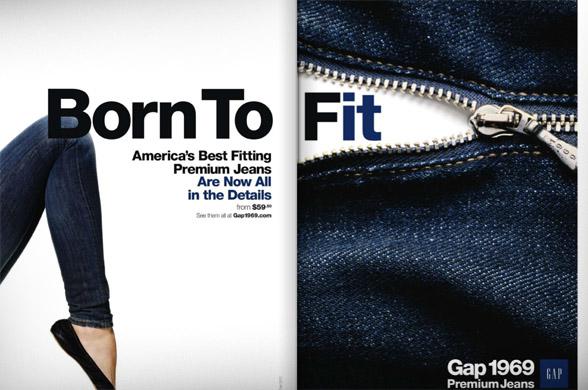 Born To Fit
America's Best Fitting
Premium Jeans
Are Now All
in the Details
from $59.50
See them all at Gap1969.com
Gap 1969
Premium Jeans
GAP